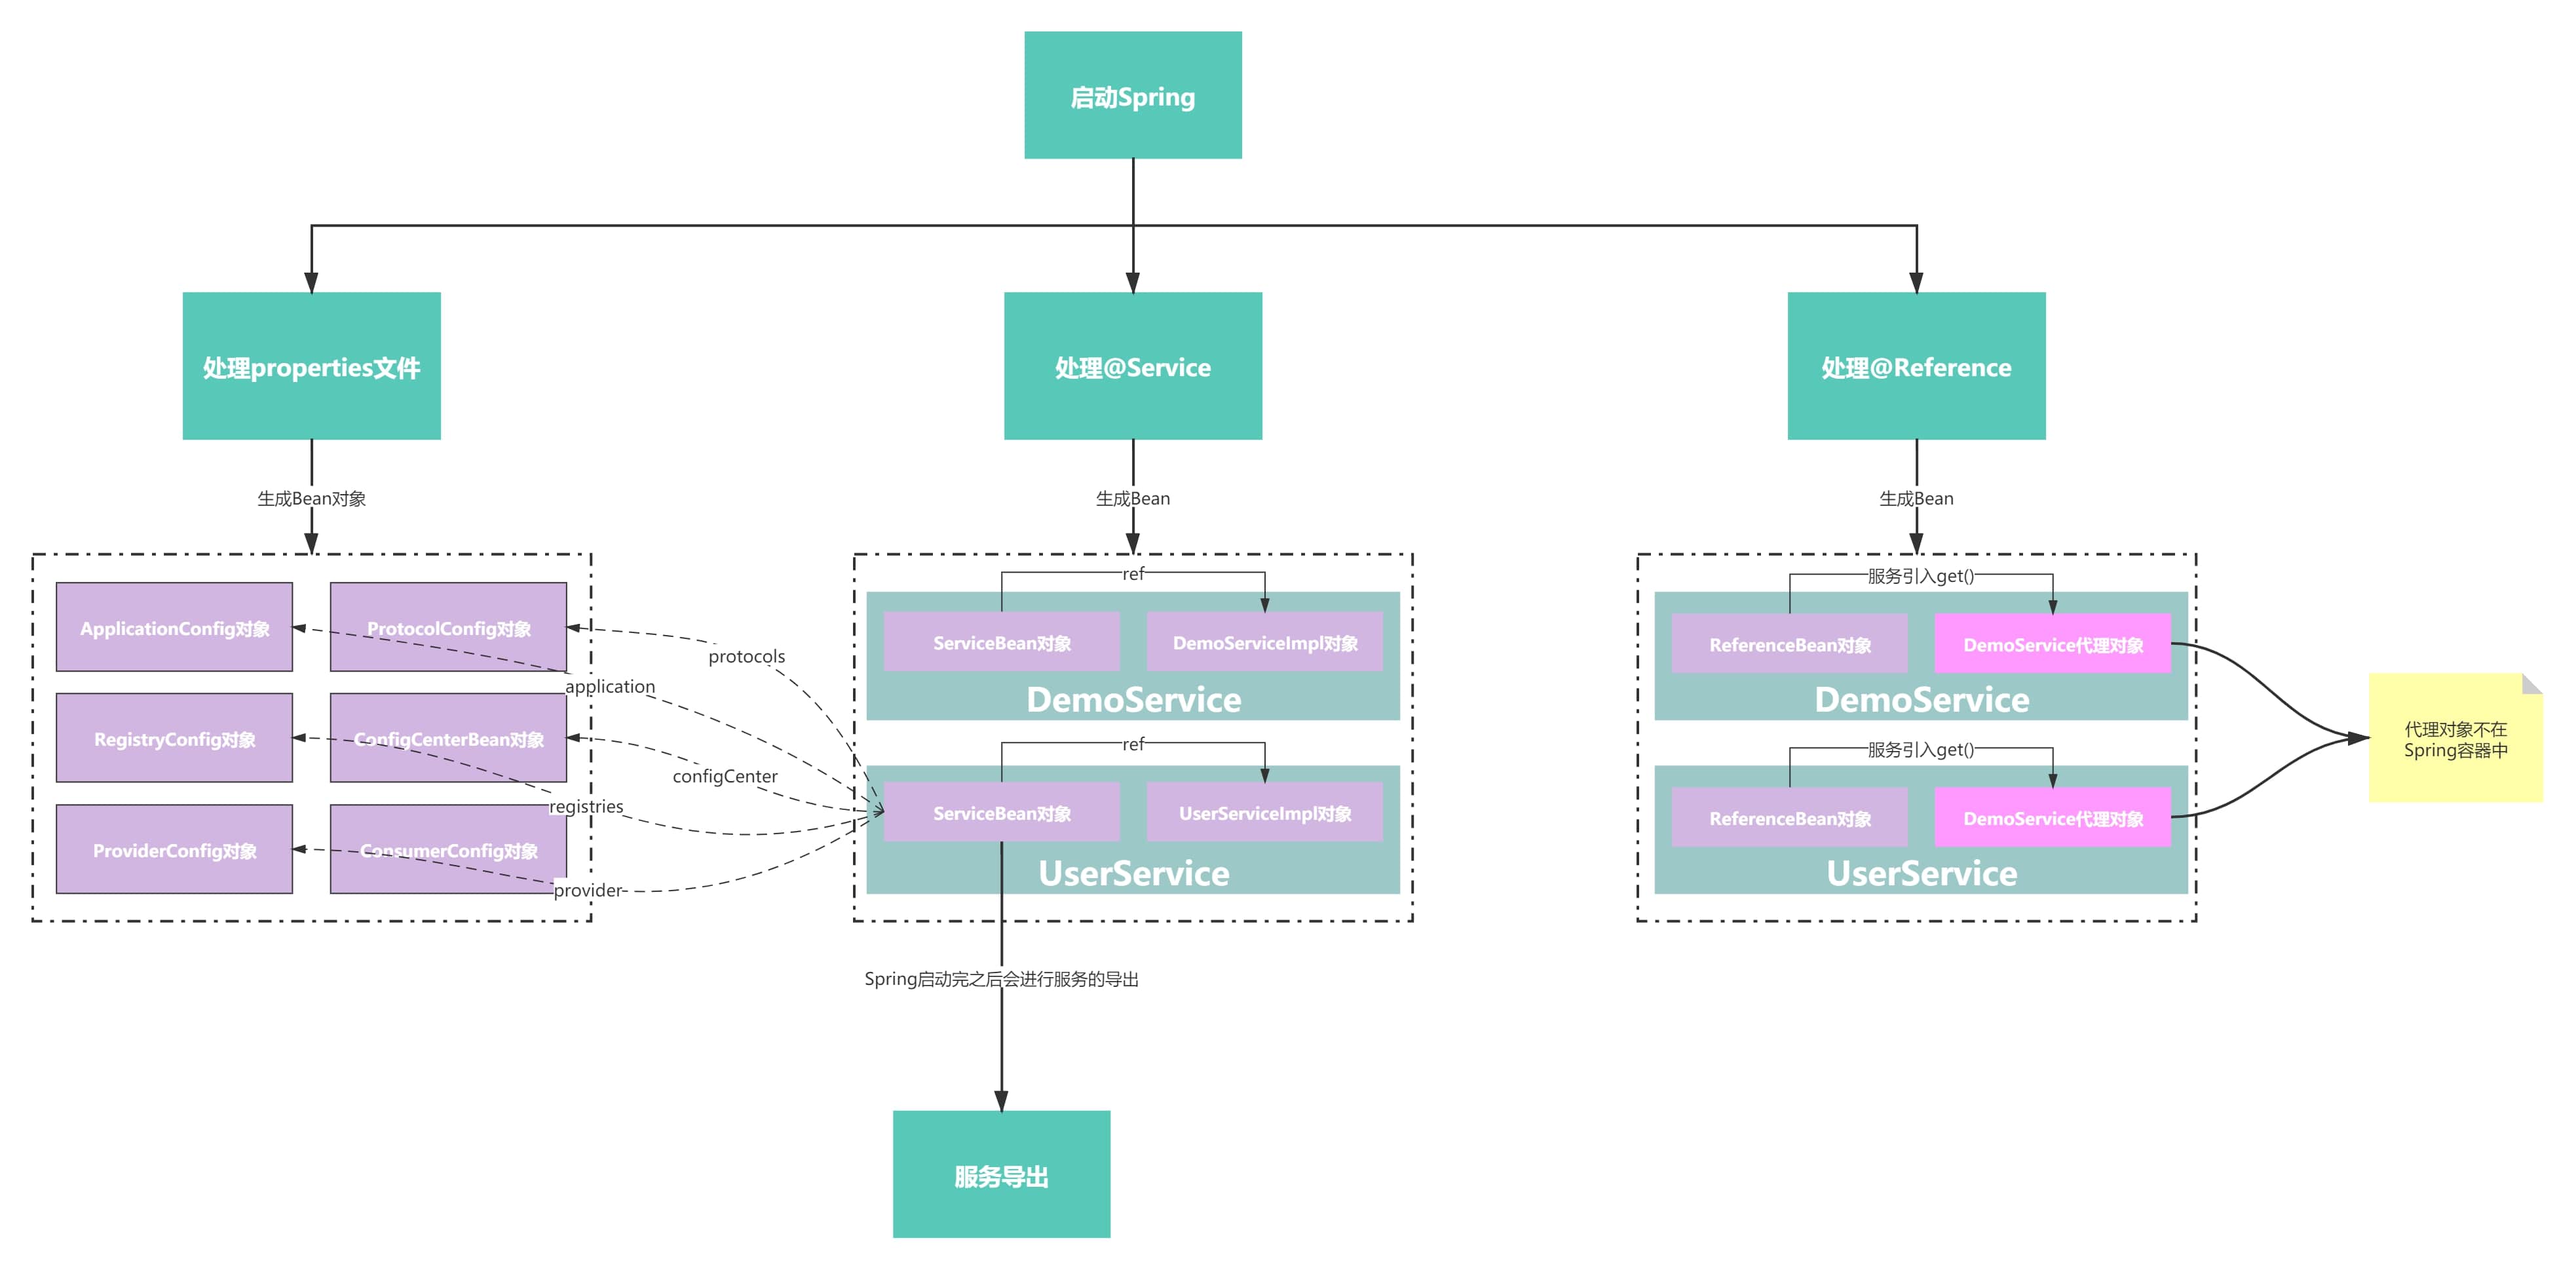 启动Spring
处理properties文件
处理@Service
处理@Reference
生成Bean对象
生成Bean
生成Bean
ApplicationConfig对象
ProtocolConfig对象
RegistryConfig对象
ConfigCenterBean对象
ProviderConfig对象
ConsumerConfig对象
protocols
application
configCenter
registries
provider
ref
ServiceBean对象
DemoServiceImpl对象
DemoService
ref
ServiceBean对象
UserServiceImpl对象
UserService
服务引入get()
ReferenceBean对象
DemoService代理对象
DemoService
服务引入get()
ReferenceBean对象
DemoService代理对象
UserService
代理对象不在
Spring容器中
Spring启动完之后会进行服务的导出
服务导出